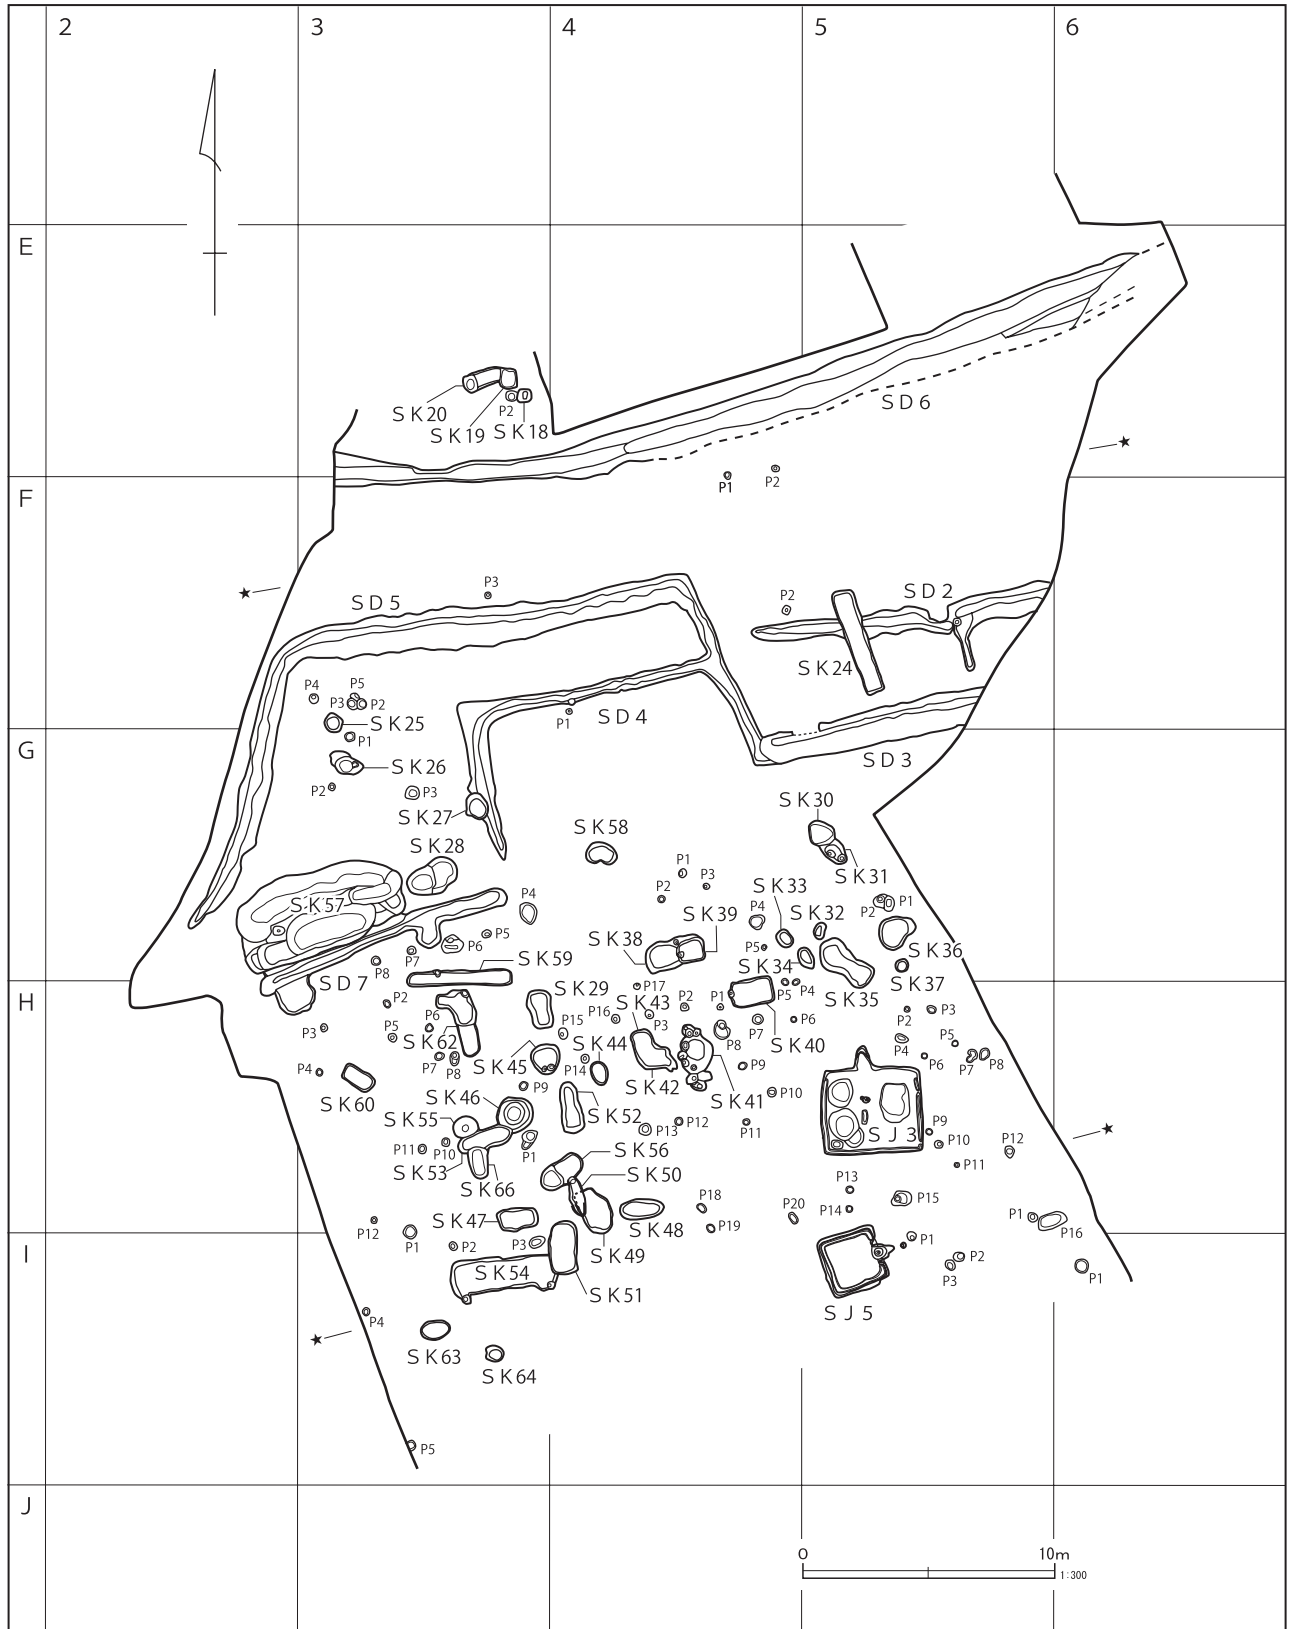 2 3 4 5 6
E
SK20
P2
SK19 SK18
SD6
P1 P2
F
P3
SD5
P2
SD2
SK24
P4 P5
P3 P2
SK25
P1
SD4
P1
G
SD3
SK26
P2
P3
SK27
SK30
SK58
SK28
SK31
P1
P3
P2
SK33
P2 P1
SK57
P4
SK39
P4
SK32
SK38
P5
P6
P5
SK36
P7
P8
SK59
SK34
SK37
SD7
SK35
H
P2
SK29
P17
SK43
P2
P1
P5 P4
P3
P6
P16
P3
P2
P3
P5
SK62
P15
P8
P7
P6
SK40
P4
P5
P7
P8
SK45
P14
SK44
SK42
P9
P6
P7 P8
P4
SK60
P9
SK41
P10
SK46
SK52
SK55
P13
P12
P11
SJ3
P9
P10
P11
P10
P1
P12
SK53
SK56
P11
SK66
SK50
P13
P15
P18
P14
P20
P12
SK47
SK48
P19
P1
P16
I
P1
P2
P3
SK49
P1
SK54
P2
P3
P1
SK51
SJ5
P4
SK63
SK64
P5
J
0 10m
1:300